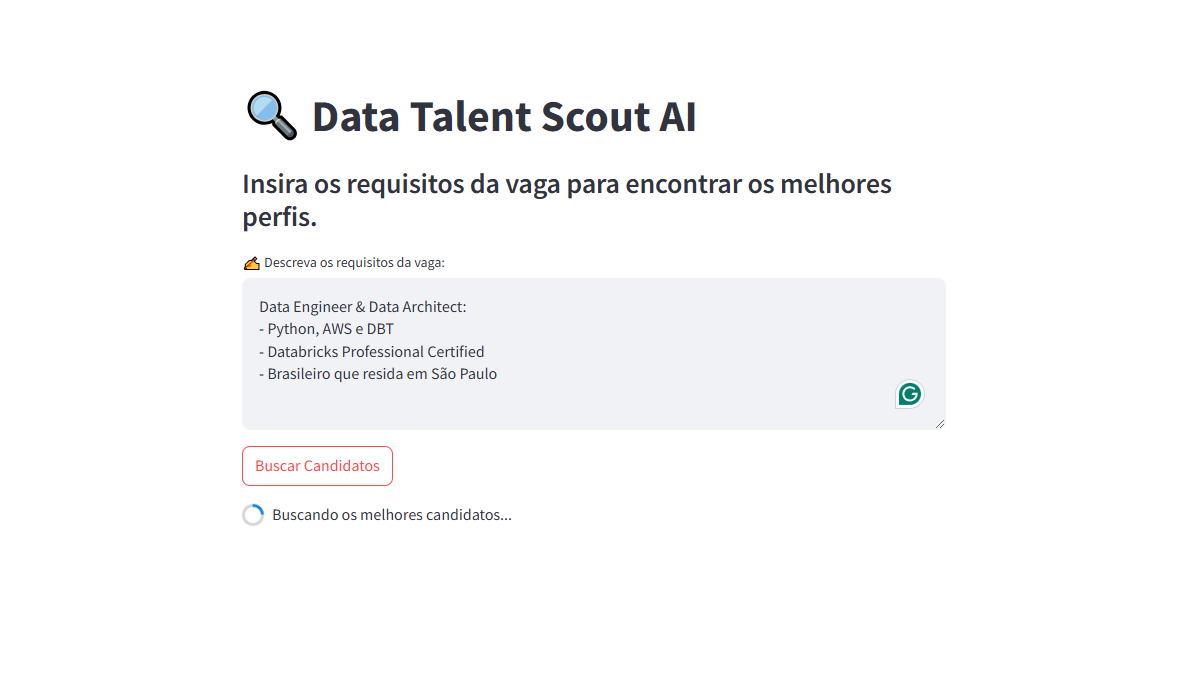 Data Talent Scout AI
Insira os requisitos da vaga para encontrar os melhores
perfis.
Descreva os requisitos da vaga:
Data Engineer & Data Architect:
- Python, AWS e DBT
- Databricks Professional Certified
- Brasileiro que resida em São Paulo
G
Buscar Candidatos
Buscando os melhores candidatos...